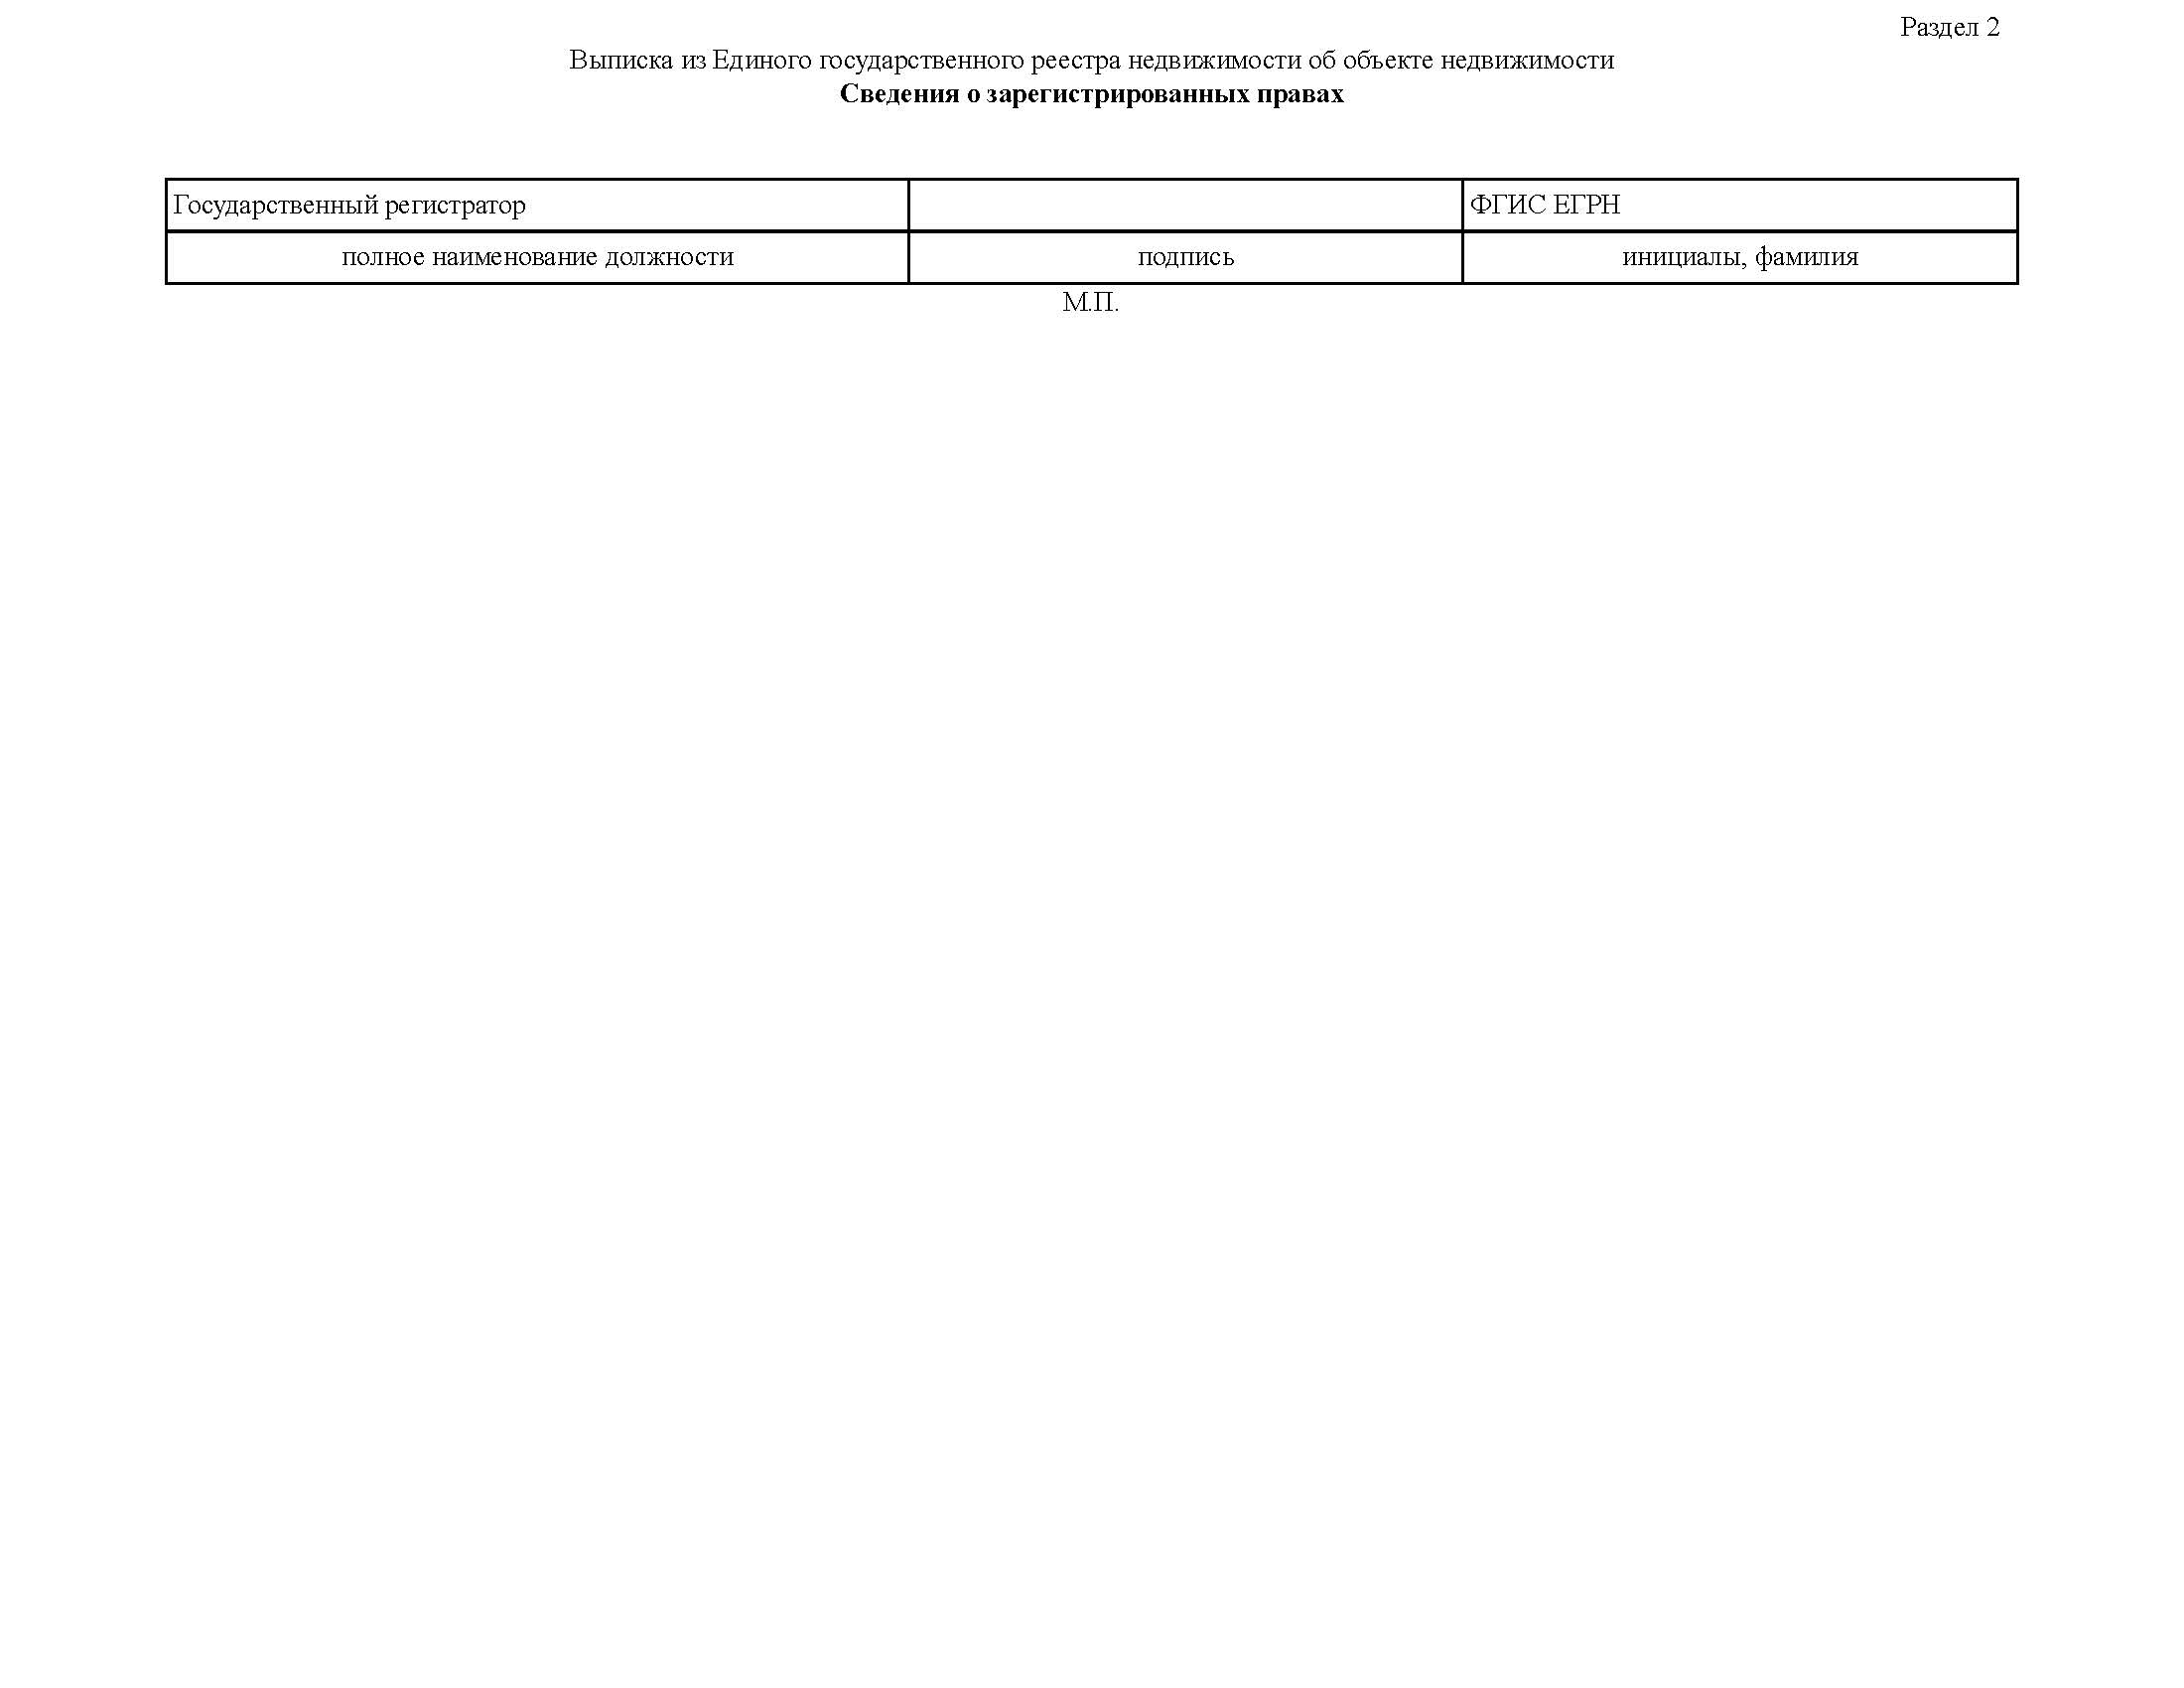 Раздел 2
Выписка из Единого государственного реестра недвижимости об объекте недвижимости
Сведения о зарегистрированных правах
Государственный регистратор ФГИС ЕГРН
полное наименование должности подпись инициалы, фамилия
М.П.